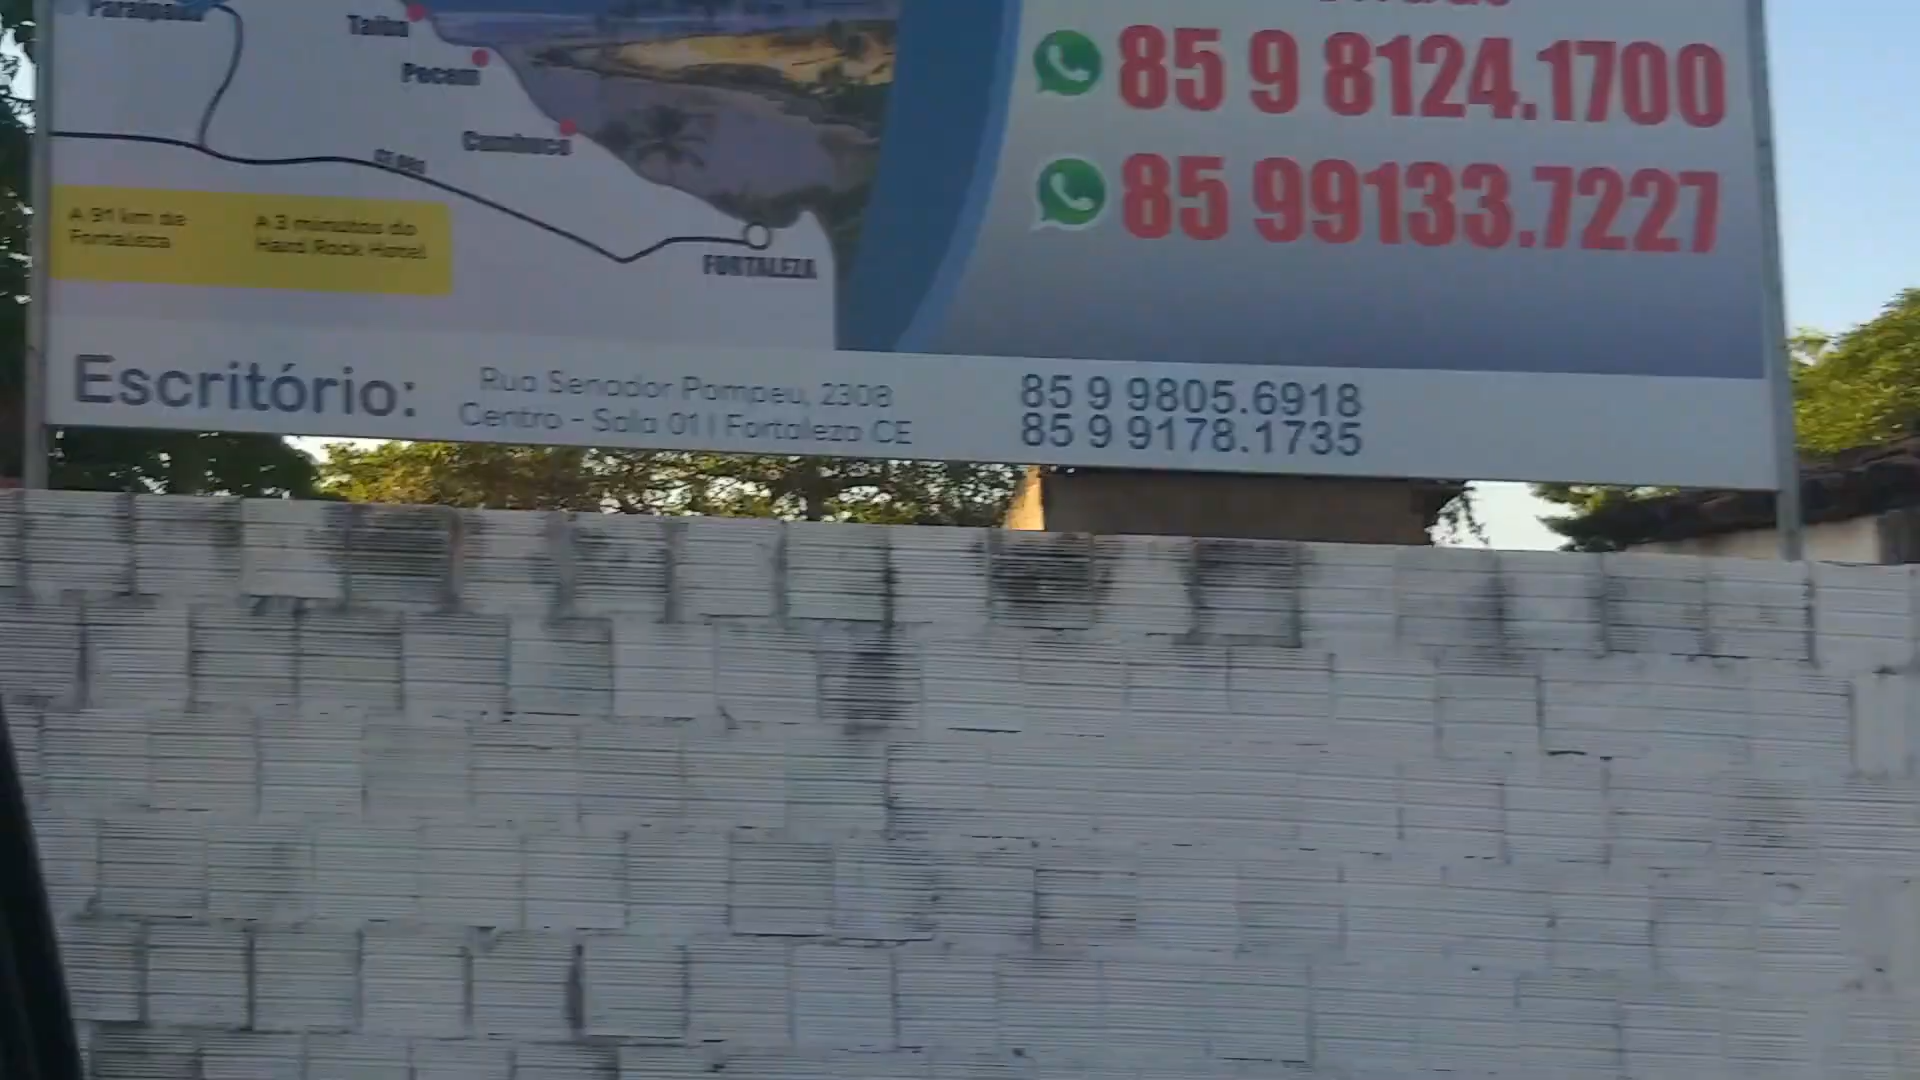 Taíba
Pecem
Cumbuco
FORTALEZA
A 91 km de
Fortaleza
A 3 minutos do
Hard Rock Hotel
85 9 8124.1700
85 99133.7227
Escritório:
Rua Senador Pompeu, 2308
Centro - Sala 01 | Fortaleza CE
85 9 9805.6918
85 9 9178.1735